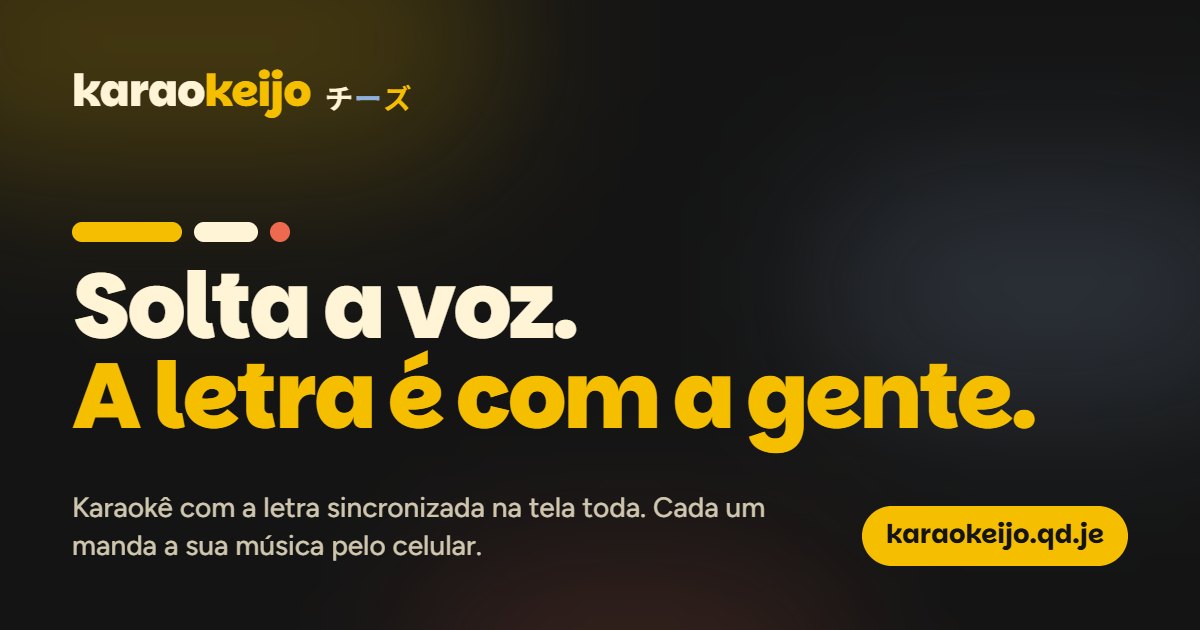 karaokeijo チーズ
Solta a voz.
A letra é com a gente.
Karaokê com a letra sincronizada na tela toda. Cada um
manda a sua música pelo celular.
karaokeijo.qd.je